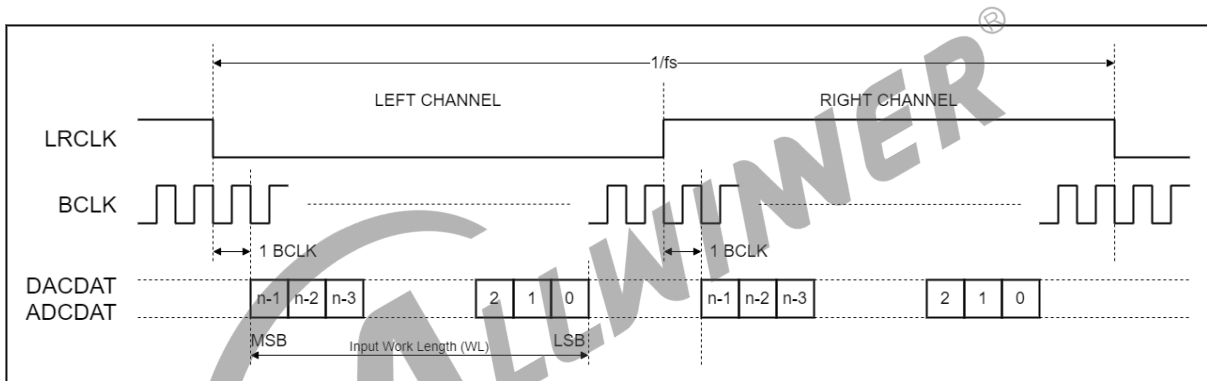 ®
1/fs
LEFT CHANNEL
RIGHT CHANNEL
LRCLK
BCLK
1 BCLK
1 BCLK
DACDAT
ADCDAT
n-1 n-2 n-3 2 1 0 n-1 n-2 n-3 2 1 0
MSB
Input Work Length (WL)
LSB
ALLWINNER